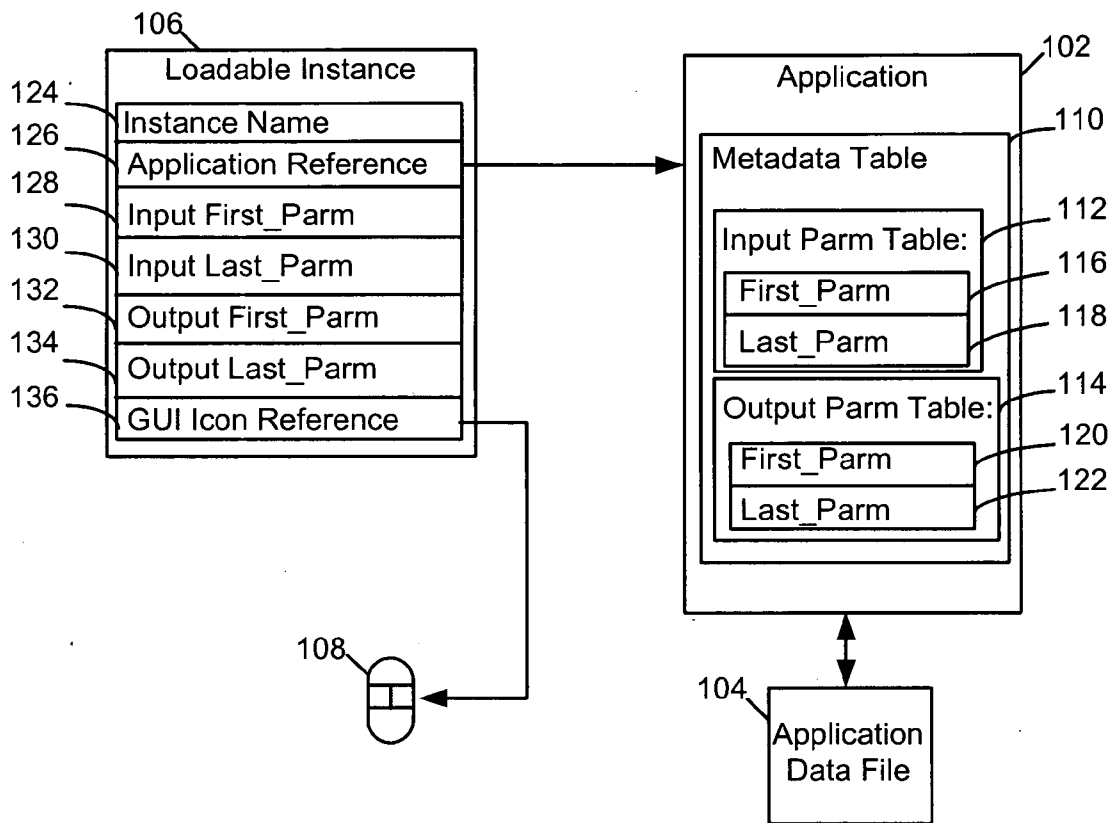 106
Loadable Instance
124
Instance Name
126
Application Reference
128
Input First_Parm
130
Input Last_Parm
132
Output First_Parm
134
Output Last_Parm
136
GUI Icon Reference
108
102
Application
110
Metadata Table
112
Input Parm Table:
116
First_Parm
118
Last_Parm
114
Output Parm Table:
120
First_Parm
122
Last_Parm
104
Application
Data File